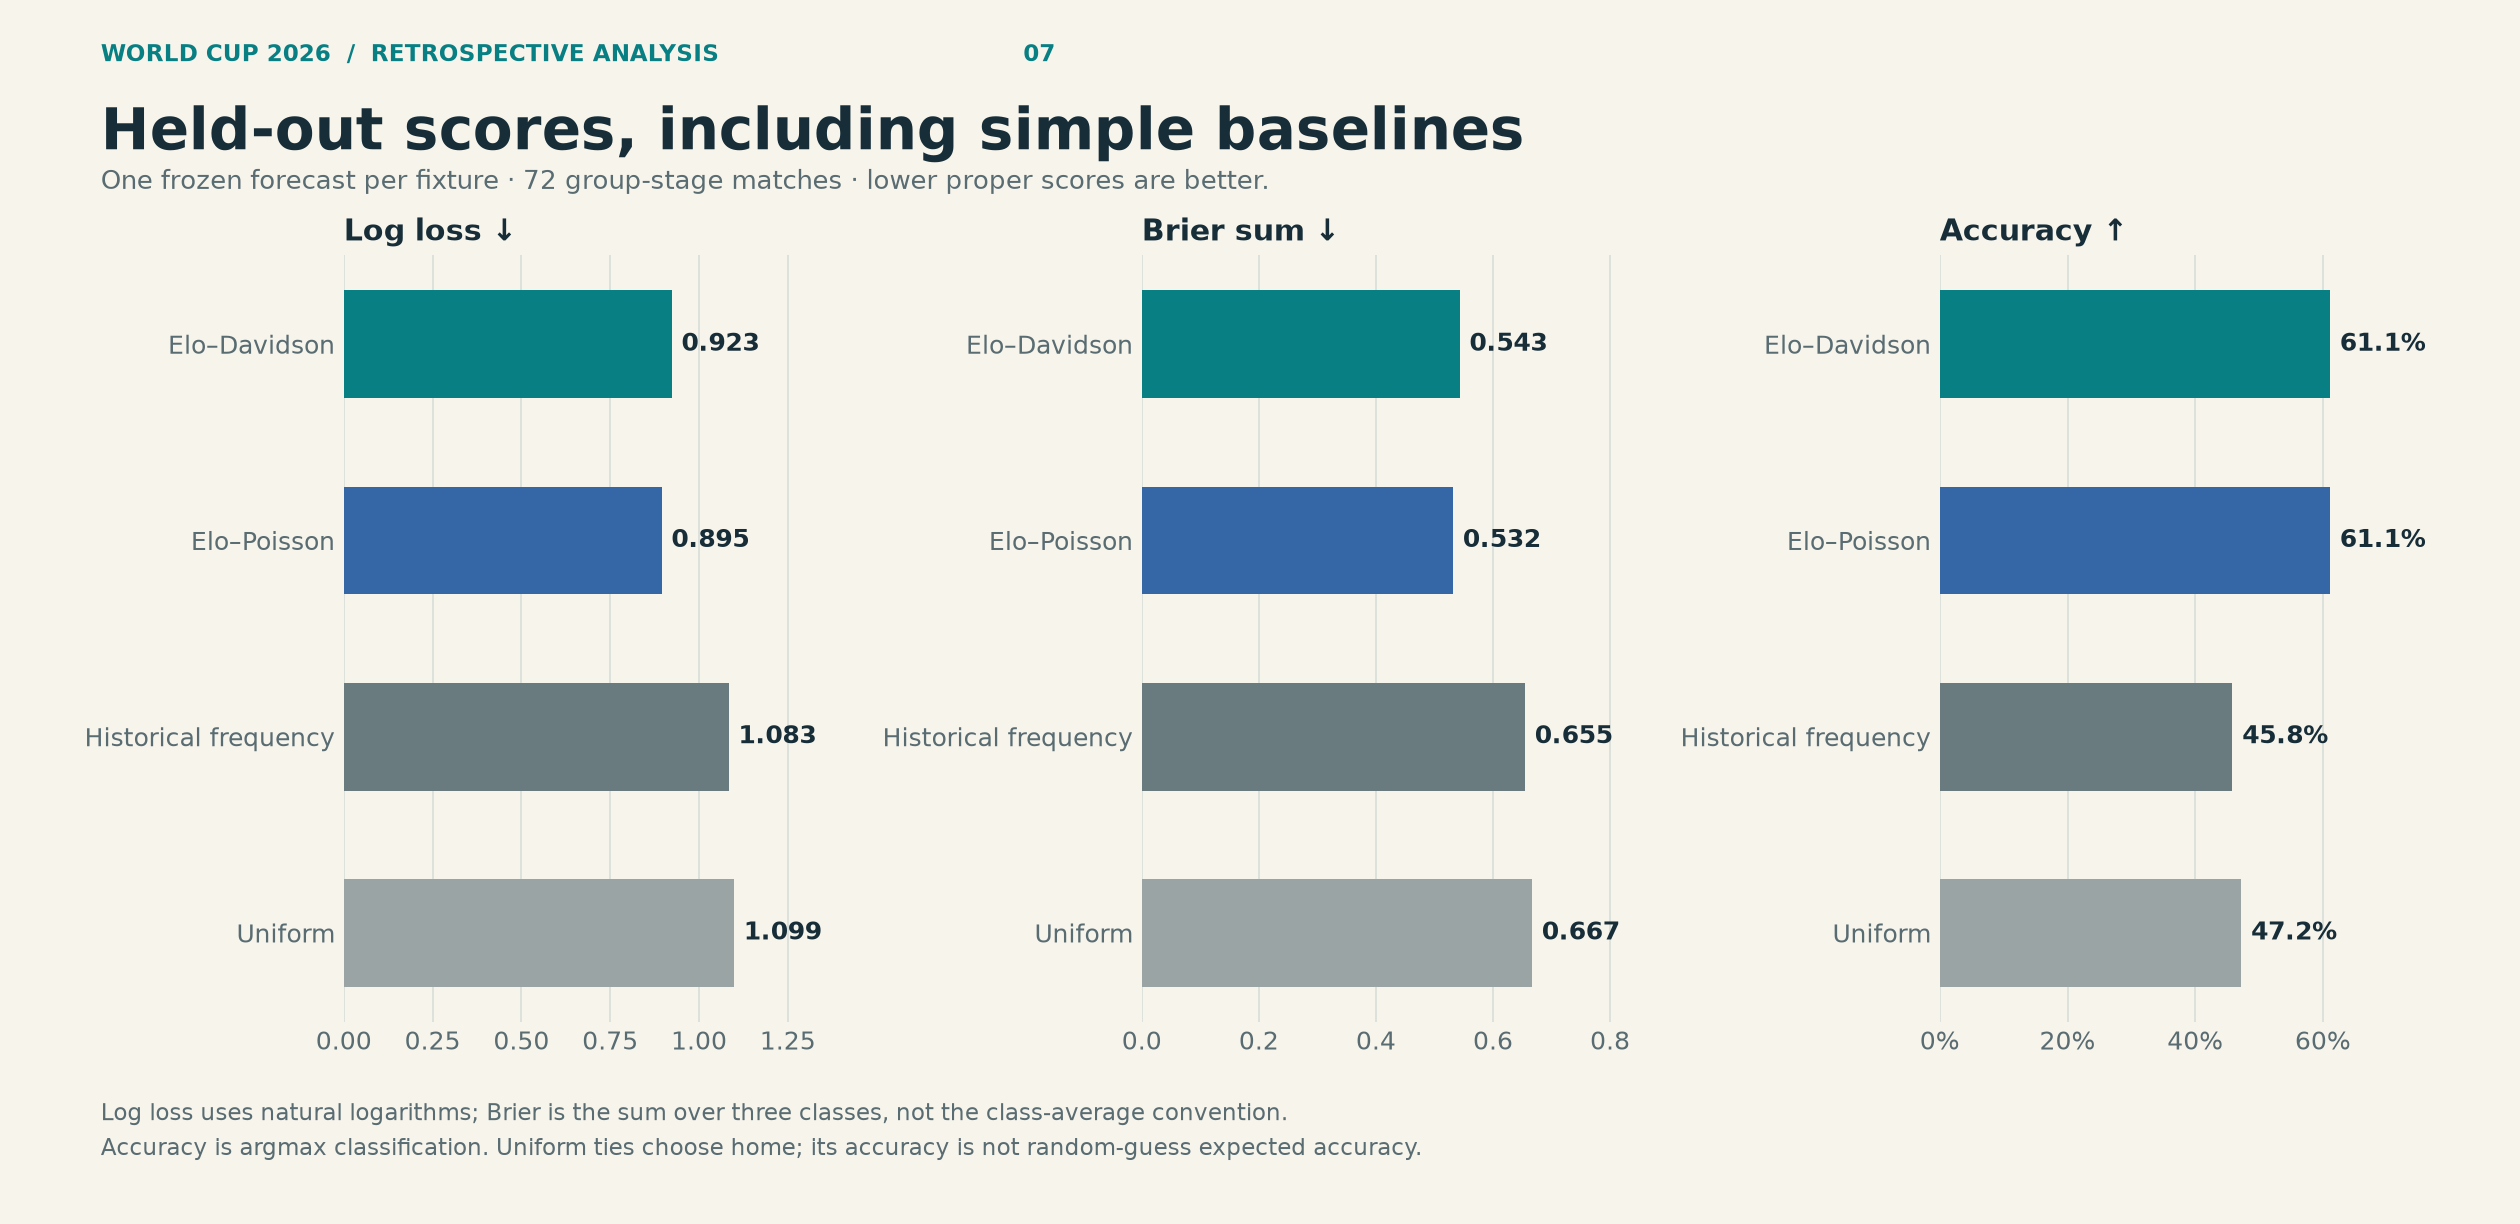 WORLD CUP 2026 / RETROSPECTIVE ANALYSIS 07
Held-out scores, including simple baselines
One frozen forecast per fixture · 72 group-stage matches · lower proper scores are better.
Log loss ↓
Elo–Davidson 0.923
Elo–Poisson 0.895
Historical frequency 1.083
Uniform 1.099
0.00 0.25 0.50 0.75 1.00 1.25
Brier sum ↓
Elo–Davidson 0.543
Elo–Poisson 0.532
Historical frequency 0.655
Uniform 0.667
0.0 0.2 0.4 0.6 0.8
Accuracy ↑
Elo–Davidson 61.1%
Elo–Poisson 61.1%
Historical frequency 45.8%
Uniform 47.2%
0% 20% 40% 60%
Log loss uses natural logarithms; Brier is the sum over three classes, not the class-average convention.
Accuracy is argmax classification. Uniform ties choose home; its accuracy is not random-guess expected accuracy.